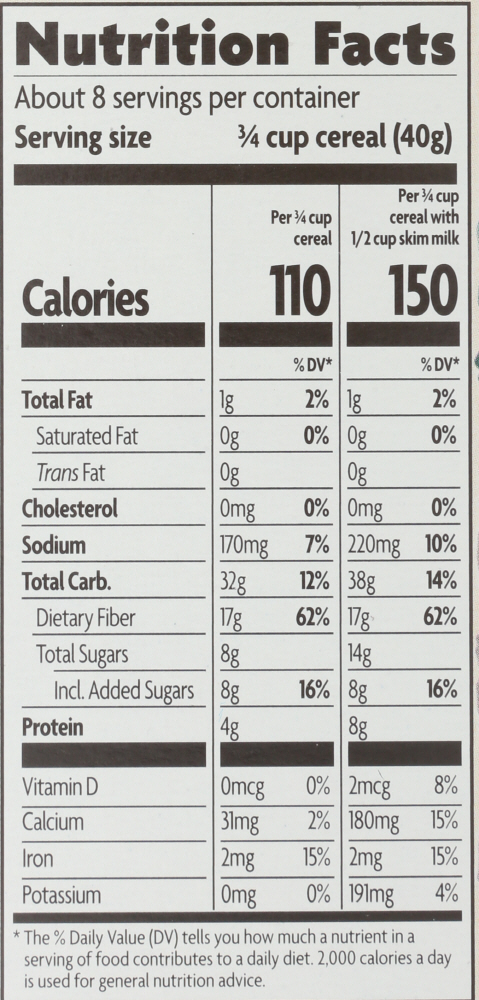 Nutrition Facts
About 8 servings per container
Serving size ¾ cup cereal (40g)
Per ¾ cup
cereal
Per ¾ cup
cereal with
1/2 cup skim milk
Calories 110 150
% DV* % DV*
Total Fat 1g 2% 1g 2%
Saturated Fat 0g 0% 0g 0%
Trans Fat 0g 0g
Cholesterol 0mg 0% 0mg 0%
Sodium 170mg 7% 220mg 10%
Total Carb. 32g 12% 38g 14%
Dietary Fiber 17g 62% 17g 62%
Total Sugars 8g 14g
Incl. Added Sugars 8g 16% 8g 16%
Protein 4g 8g
Vitamin D 0mcg 0% 2mcg 8%
Calcium 31mg 2% 180mg 15%
Iron 2mg 15% 2mg 15%
Potassium 0mg 0% 191mg 4%
* The % Daily Value (DV) tells you how much a nutrient in a
serving of food contributes to a daily diet. 2,000 calories a day
is used for general nutrition advice.